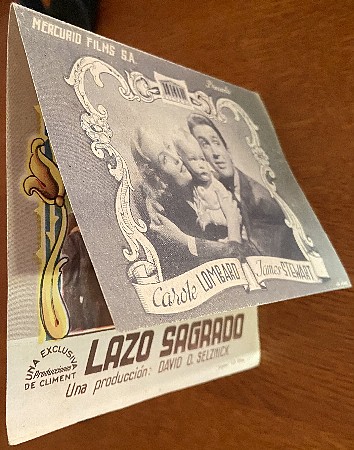 MERCURIO FILMS S.A.
Presenta
Carole LOMBARD
James STEWART
LAZO SAGRADO
Una producción: DAVID O. SELZNICK
UNA EXCLUSIVA
Producciones
DE CLIMENT